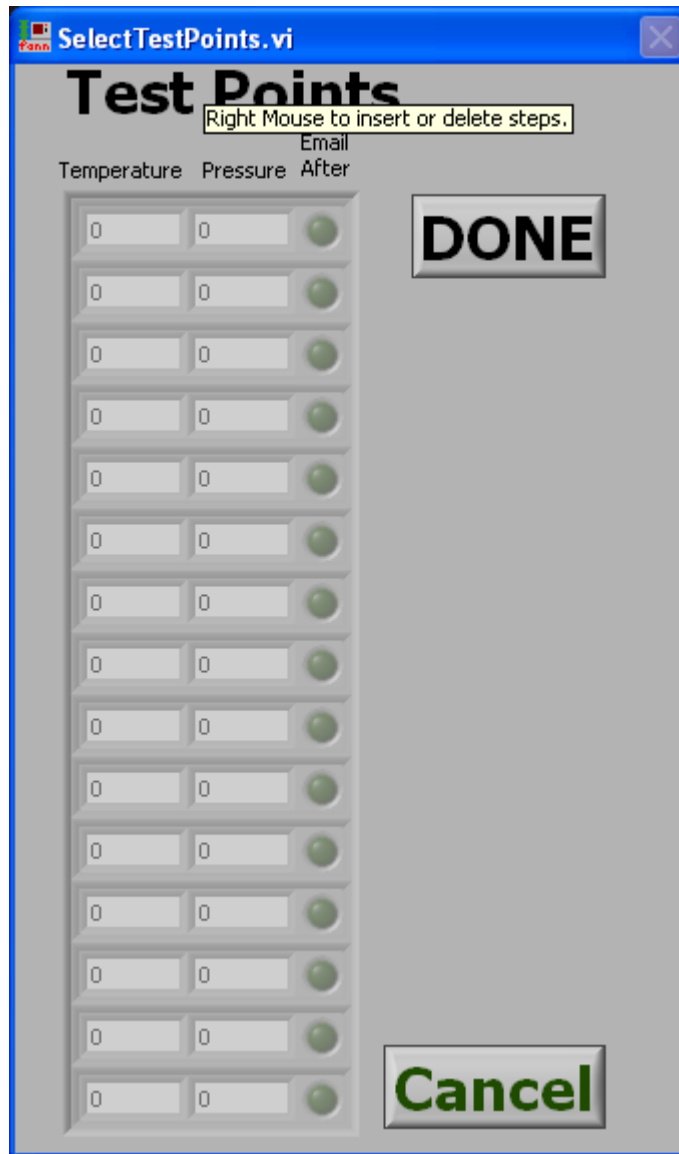 fann SelectTestPoints.vi
Test Points
Right Mouse to insert or delete steps.
Temperature Pressure Email After
0 0
DONE
0 0
0 0
0 0
0 0
0 0
0 0
0 0
0 0
0 0
0 0
0 0
0 0
0 0
0 0
Cancel